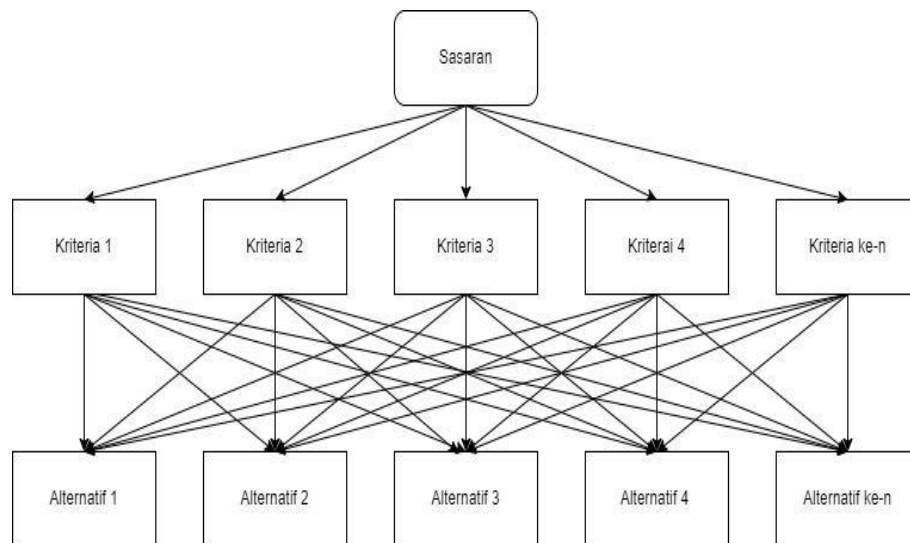 Sasaran
Kriteria 1
Kriteria 2
Kriteria 3
Kriterai 4
Kriteria ke-n
Alternatif 1
Alternatif 2
Alternatif 3
Alternatif 4
Alternatif ke-n